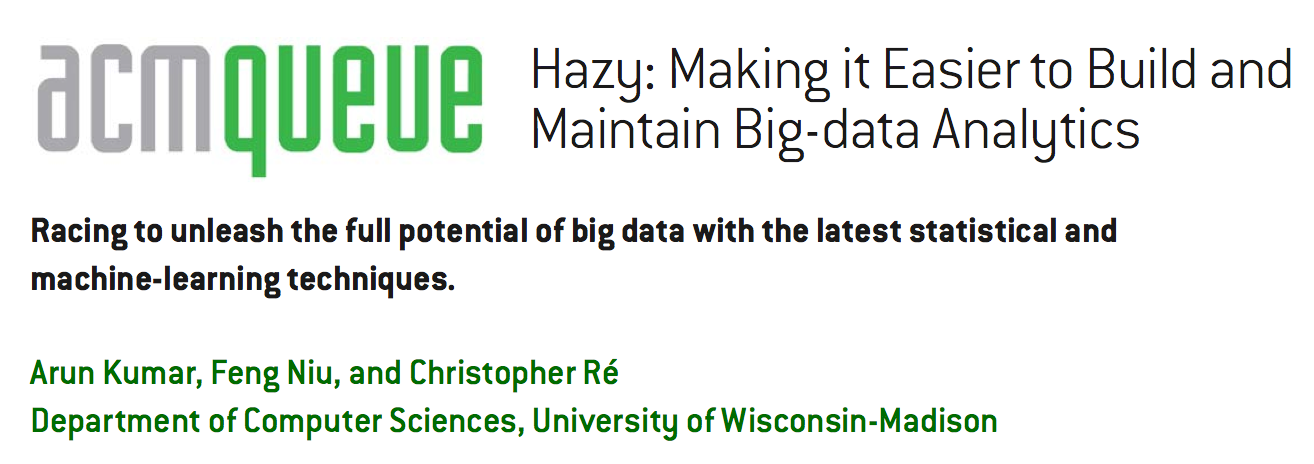 acmqueue
Hazy: Making it Easier to Build and
Maintain Big-data Analytics
Racing to unleash the full potential of big data with the latest statistical and
machine-learning techniques.
Arun Kumar, Feng Niu, and Christopher Ré
Department of Computer Sciences, University of Wisconsin-Madison